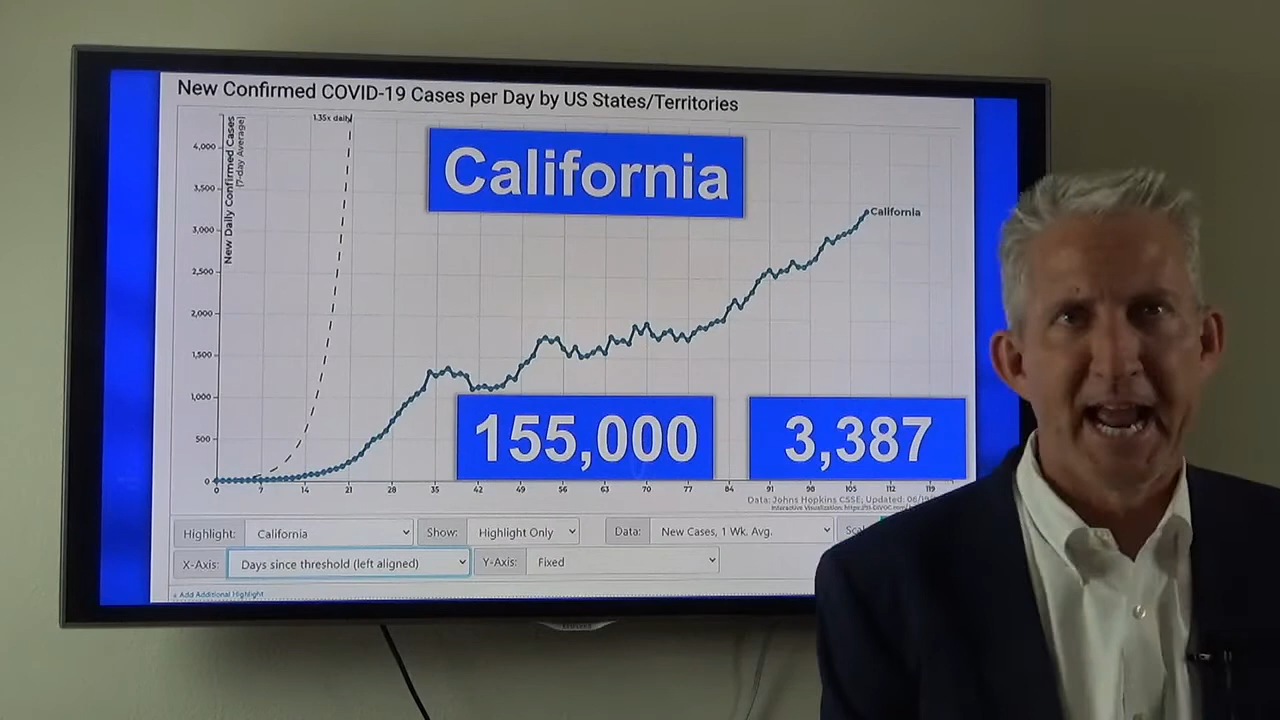 New Confirmed COVID-19 Cases per Day by US States/Territories
1.35x daily
New Daily Confirmed Cases
(7-day Average)
California
4,000
3,500
3,000
2,500
2,000
1,500
1,000
500
0
California
155,000
3,387
0 7 14 21 28 35 42 49 56 63 70 77 84 91 98 105 112 119
Data: Johns Hopkins CSSE; Updated: 06/
Interactive Visualization:
Highlight: California Show: Highlight Only Data: New Cases, 1 Wk. Avg. Sca
X-Axis: Days since threshold (left aligned) Y-Axis: Fixed
Add Additional Highlight